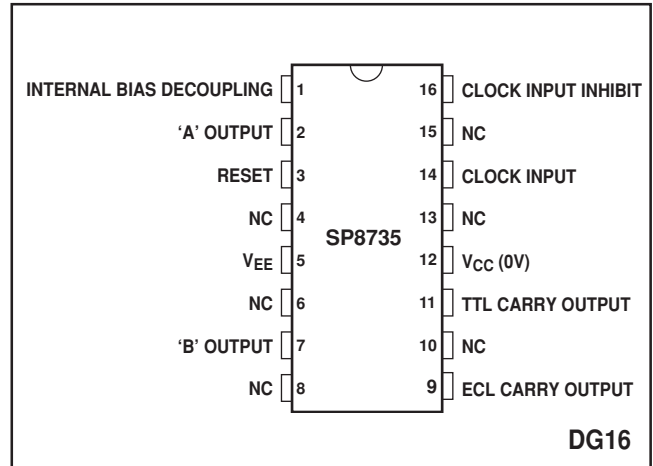 INTERNAL BIAS DECOUPLING 1 16 CLOCK INPUT INHIBIT
‘A’ OUTPUT 2 15 NC
RESET 3 14 CLOCK INPUT
NC 4 13 NC
SP8735
VEE 5 12 VCC (0V)
NC 6 11 TTL CARRY OUTPUT
‘B’ OUTPUT 7 10 NC
NC 8 9 ECL CARRY OUTPUT
DG16